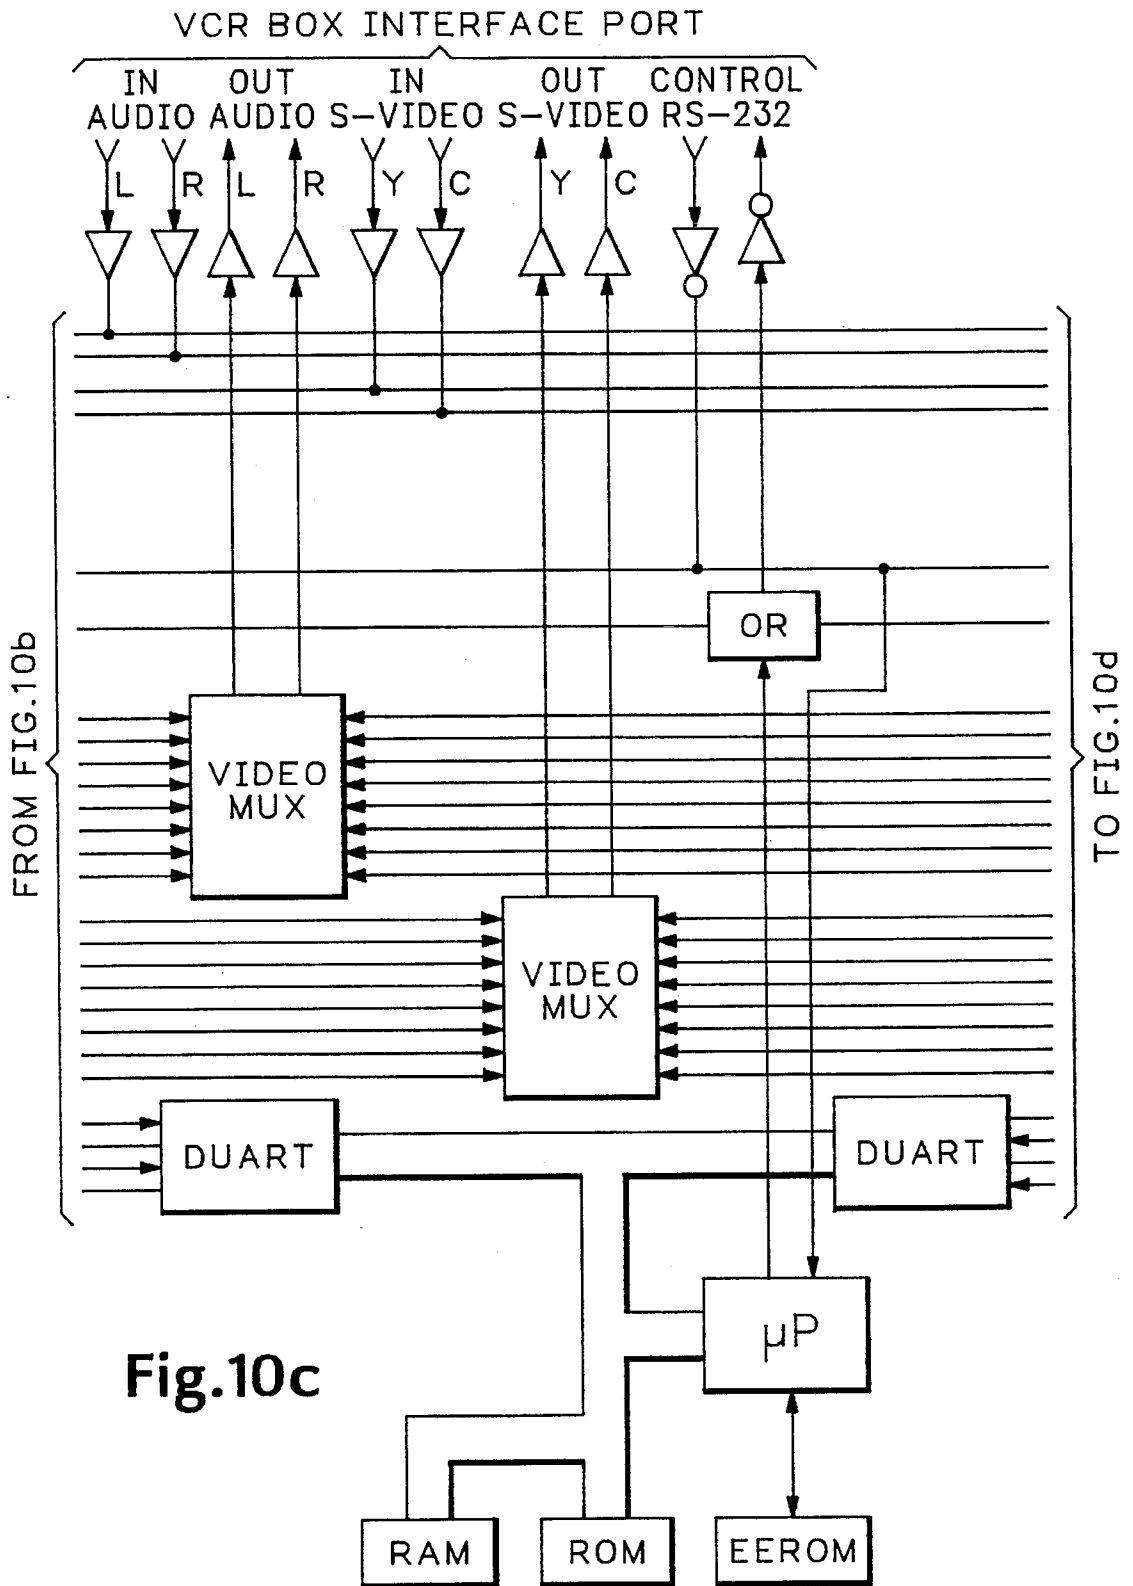 VCR BOX INTERFACE PORT
IN OUT IN OUT CONTROL
AUDIO AUDIO S-VIDEO S-VIDEO RS-232
L R L R Y C Y C
OR
FROM FIG.10b
TO FIG.10d
VIDEO
MUX
VIDEO
MUX
DUART
DUART
µP
Fig.10c
RAM
ROM
EEROM